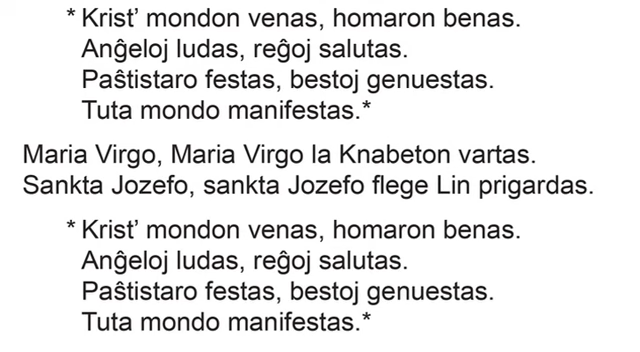 * Krist’ mondon venas, homaron benas.
Anĝeloj ludas, reĝoj salutas.
Paŝtistaro festas, bestoj genuestas.
Tuta mondo manifestas.*
Maria Virgo, Maria Virgo la Knabeton vartas.
Sankta Jozefo, sankta Jozefo flege Lin prigardas.
* Krist’ mondon venas, homaron benas.
Anĝeloj ludas, reĝoj salutas.
Paŝtistaro festas, bestoj genuestas.
Tuta mondo manifestas.*